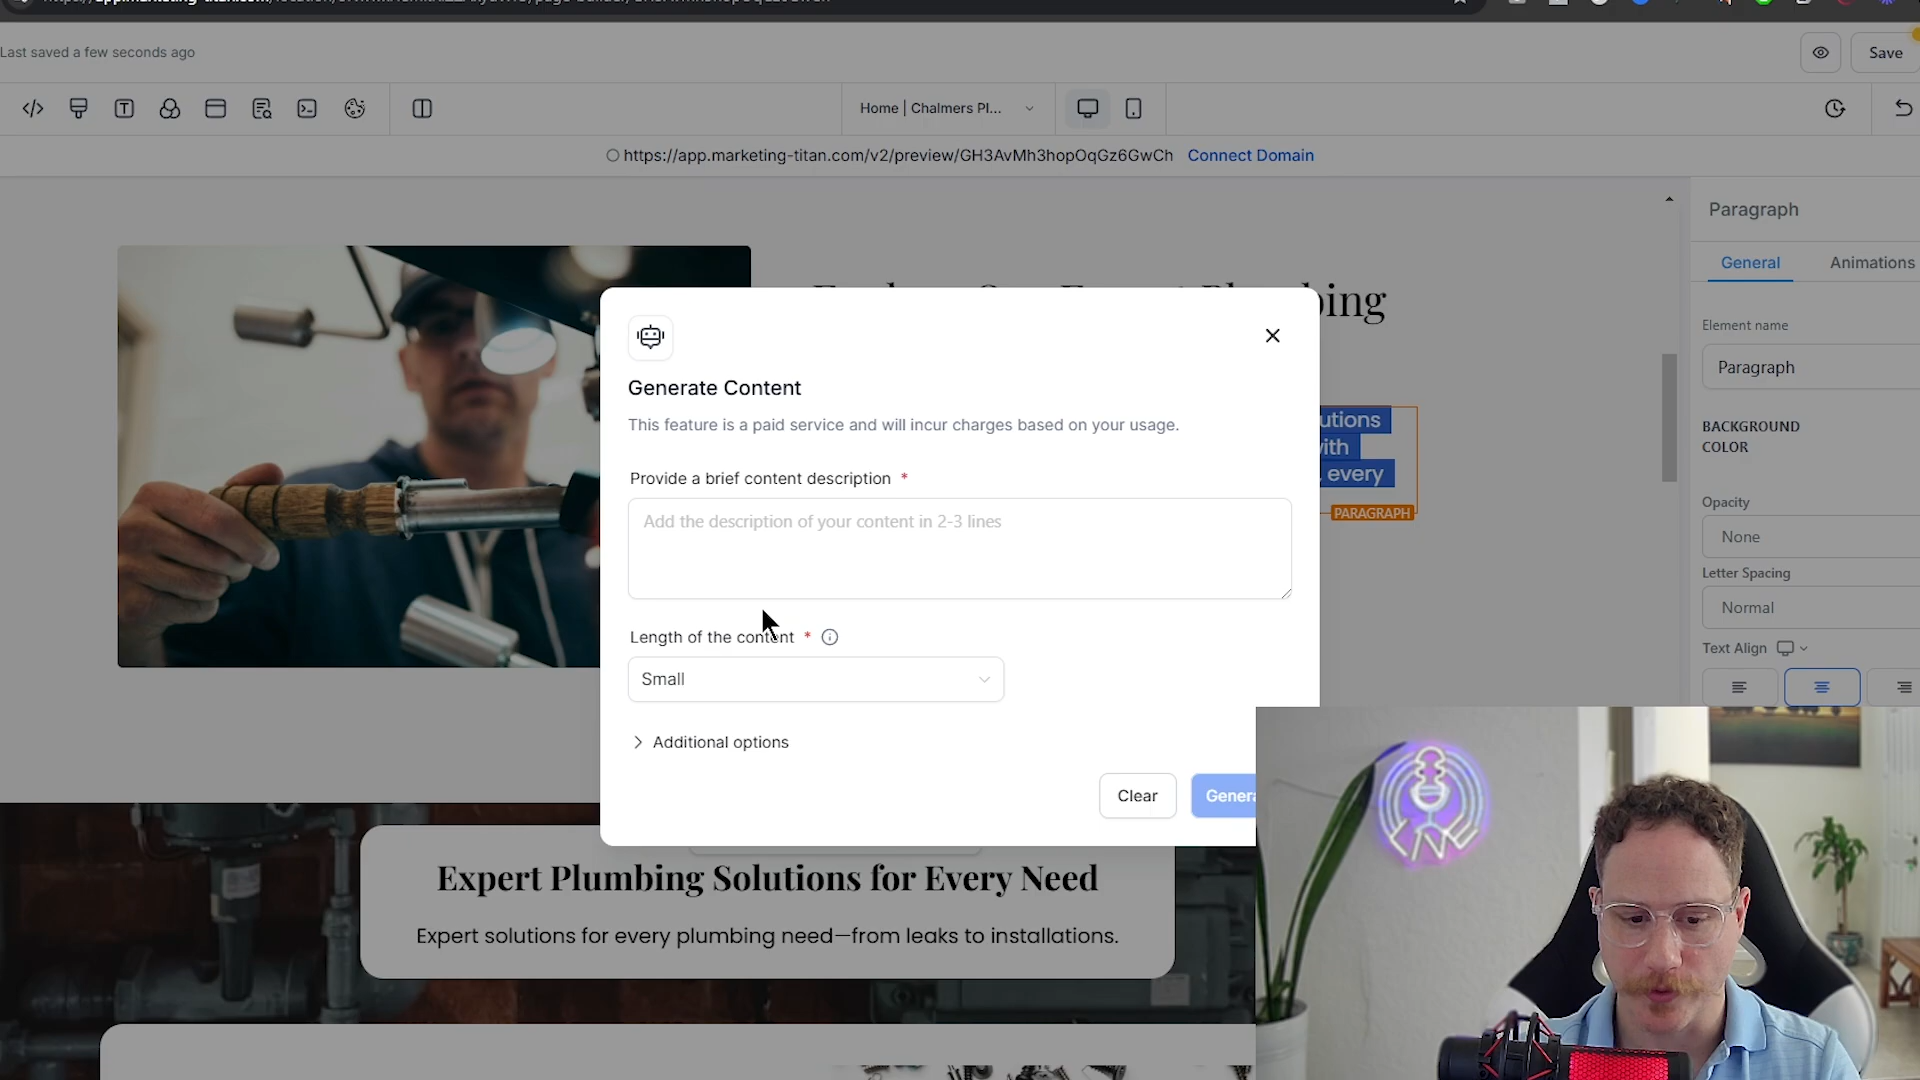 Last saved a few seconds ago
Save
Home | Chalmers Pl...
https://app.marketing-titan.com/v2/preview/GH3AvMh3hopOqGz6GwCh Connect Domain
Paragraph
General
Animations
Element name
Paragraph
BACKGROUND
COLOR
Opacity
None
Letter Spacing
Normal
Text Align
utions
ith
every
PARAGRAPH
Generate Content
This feature is a paid service and will incur charges based on your usage.
Provide a brief content description *
Add the description of your content in 2-3 lines
Length of the content *
Small
Additional options
Clear
Genera
Expert Plumbing Solutions for Every Need
Expert solutions for every plumbing need—from leaks to installations.